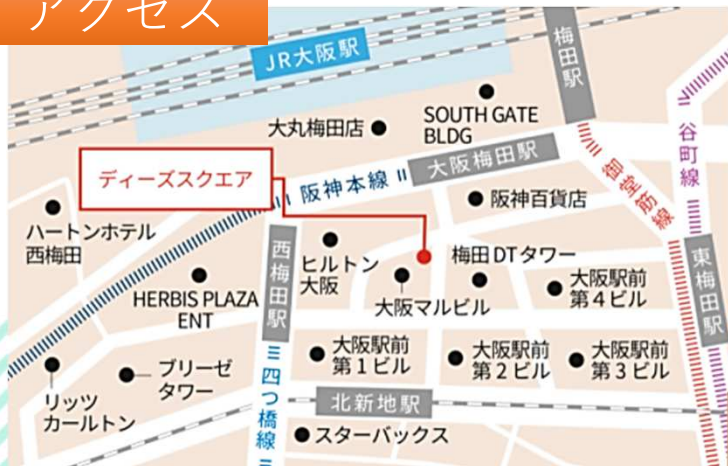 アクセス
JR大阪駅
梅田駅
SOUTH GATE
BLDG
大丸梅田店
谷町線
大阪梅田駅
ディーズスクエア
阪神本線
御堂筋線
阪神百貨店
ハートンホテル
西梅田
西梅田駅
ヒルトン
大阪
梅田DTタワー
東梅田駅
HERBIS PLAZA
ENT
大阪マルビル
大阪駅前
第4ビル
大阪駅前
第1ビル
大阪駅前
第2ビル
大阪駅前
第3ビル
ブリーゼ
タワー
リッツ
カールトン
四つ橋線
北新地駅
スターバックス